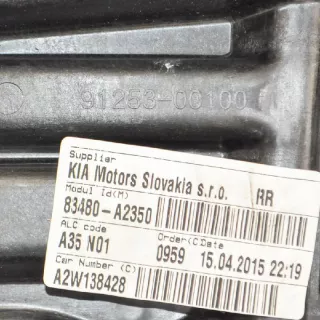 91263-00100
Supplier
KIA Motors Slovakia s.r.o. RR
Modul Id(M)
83480-A2350
ALC code Order(C)Date
A35 N01 0959 15.04.2015 22:19
Car Number (C)
A2W138428